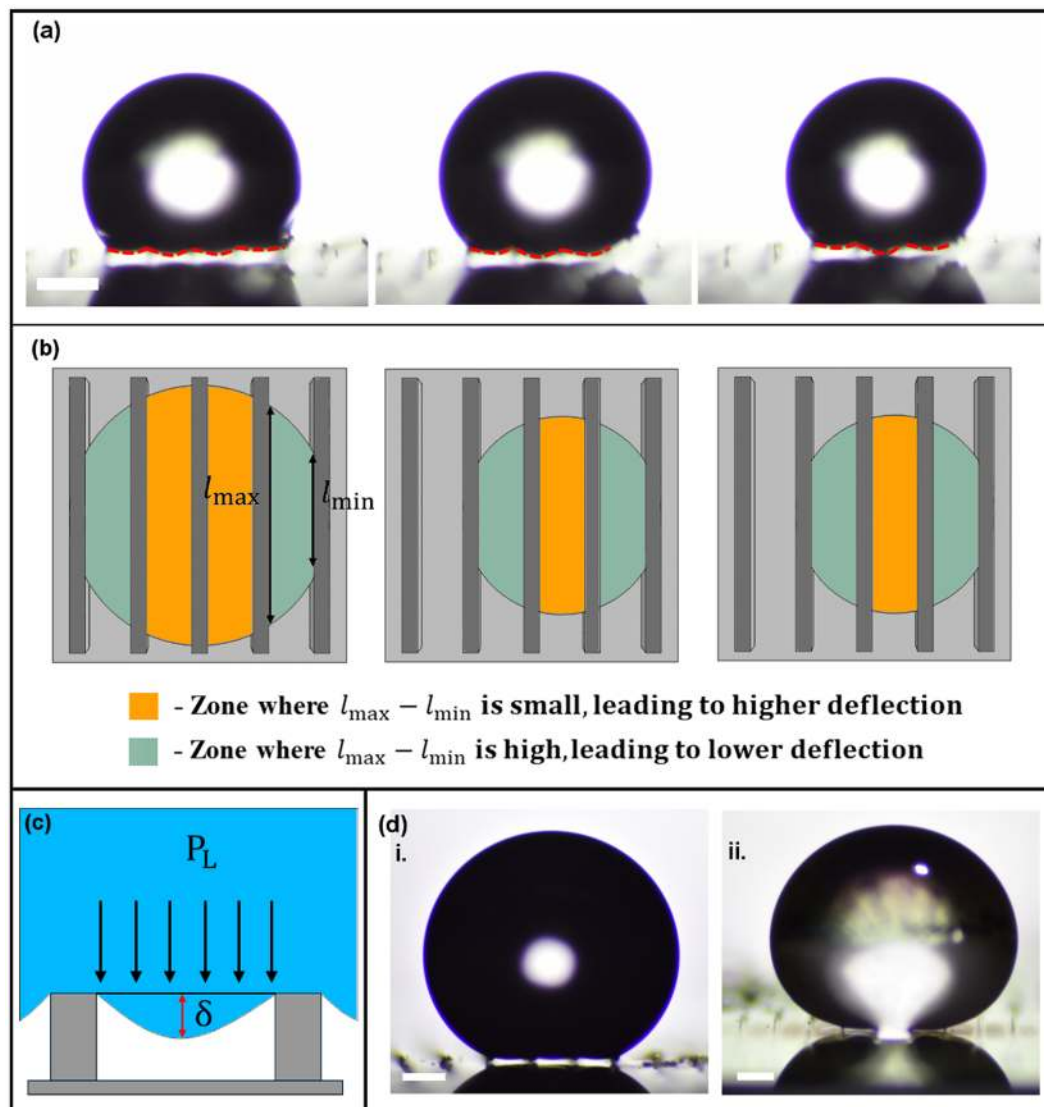 (a)
(b)
l_max
l_min
- Zone where l_max − l_min is small, leading to higher deflection
- Zone where l_max − l_min is high, leading to lower deflection
(c)
P_L
δ
(d)
i.
ii.